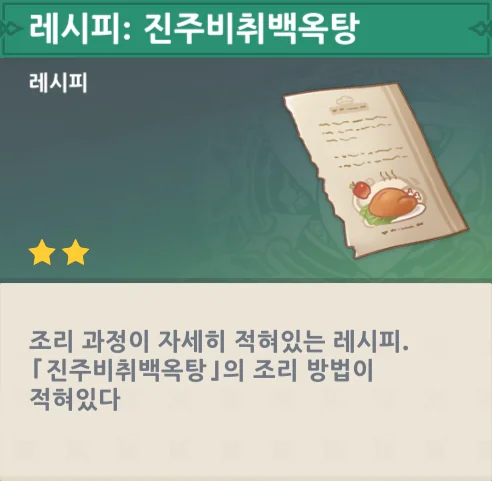 레시피: 진주비취백옥탕
레시피
조리 과정이 자세히 적혀있는 레시피.
「진주비취백옥탕」의 조리 방법이
적혀있다